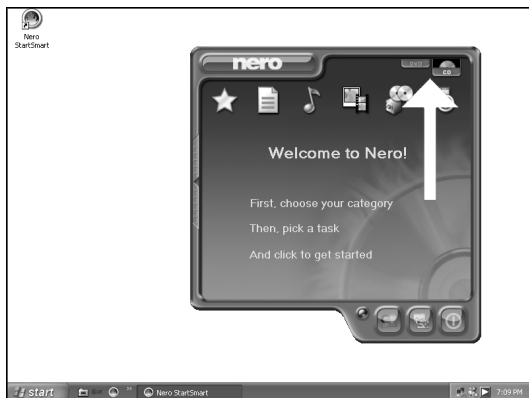 Nero
StartSmart
nero
DVD
CD
Welcome to Nero!
First, choose your category
Then, pick a task
And click to get started
start
Nero StartSmart
7:09 PM